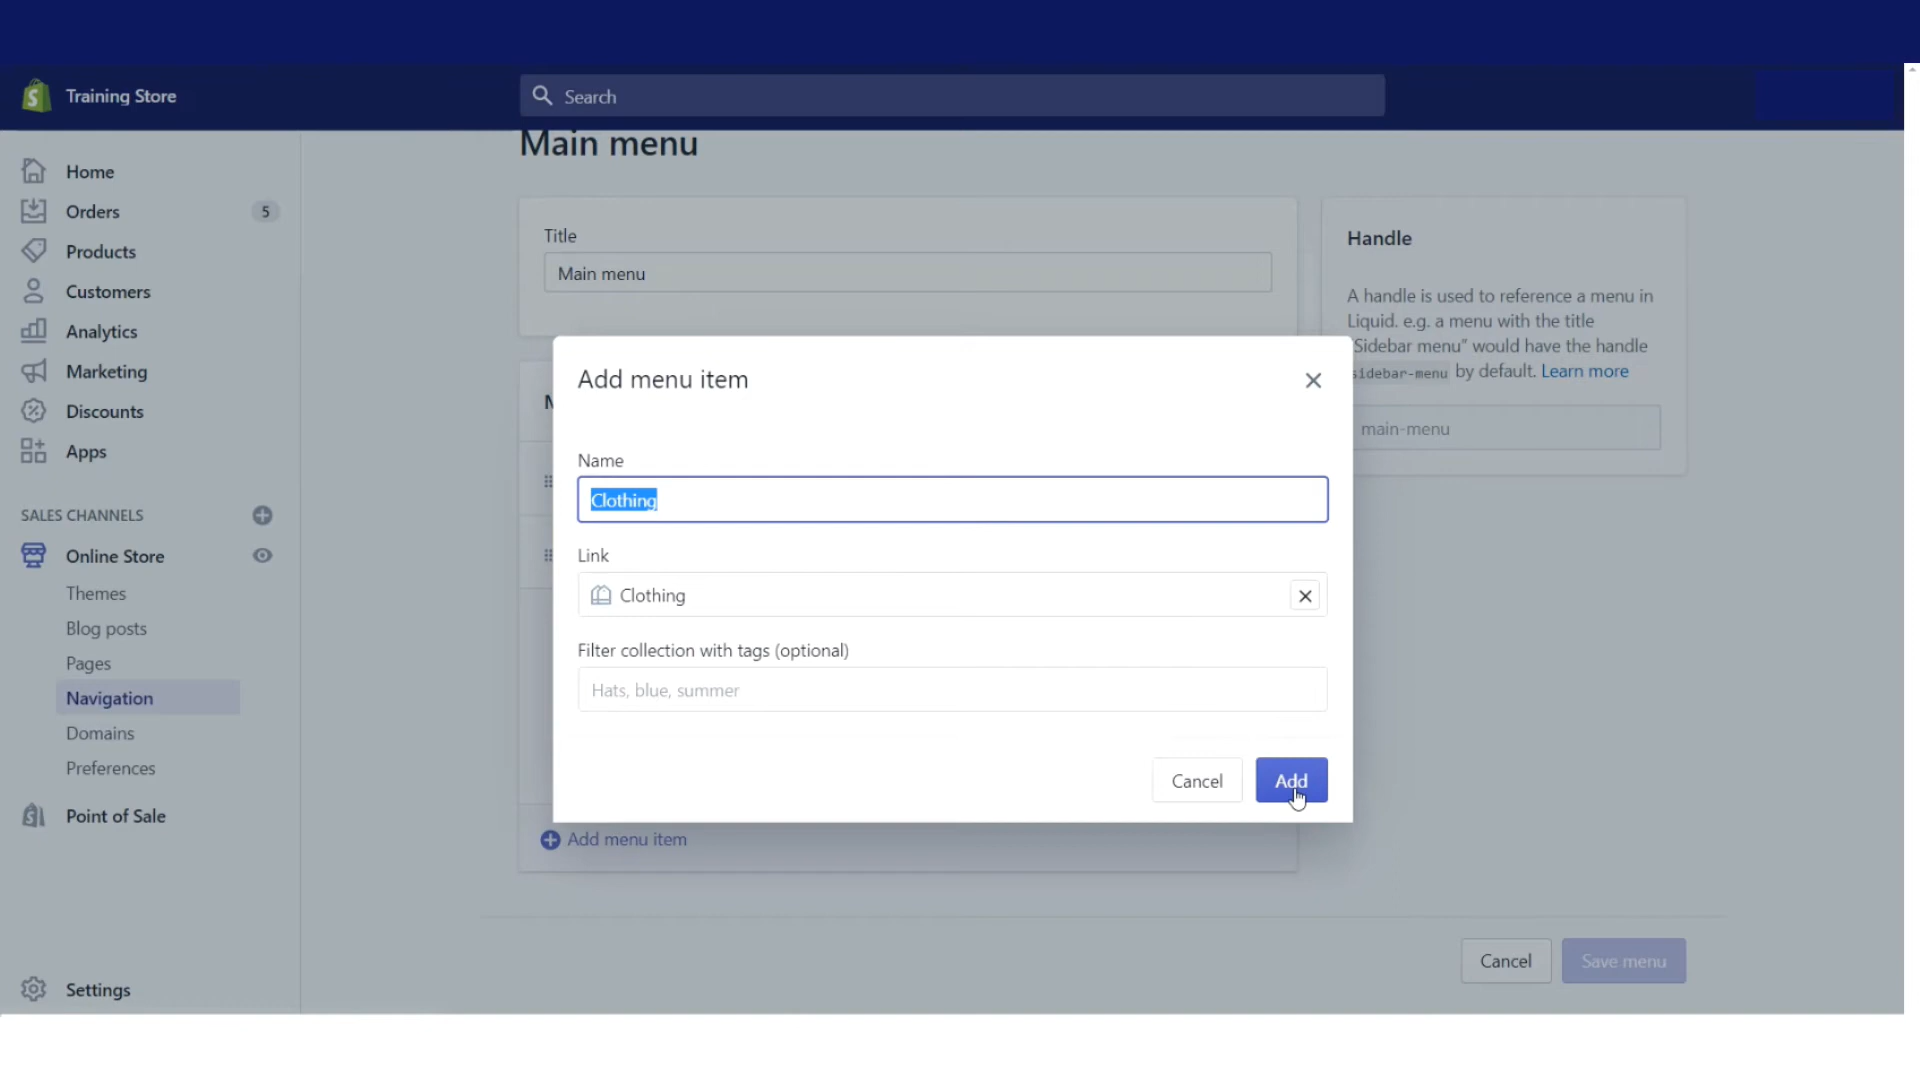 Training Store
Search
Home
Orders 5
Products
Customers
Analytics
Marketing
Discounts
Apps
SALES CHANNELS
Online Store
Themes
Blog posts
Pages
Navigation
Domains
Preferences
Point of Sale
Settings
Main menu
Title
Main menu
Handle
A handle is used to reference a menu in
Liquid. e.g. a menu with the title
"Sidebar menu" would have the handle
sidebar-menu by default. Learn more
main-menu
Add menu item
Name
Clothing
Link
Clothing
Filter collection with tags (optional)
Hats, blue, summer
Cancel
Add
Add menu item
Cancel
Save menu